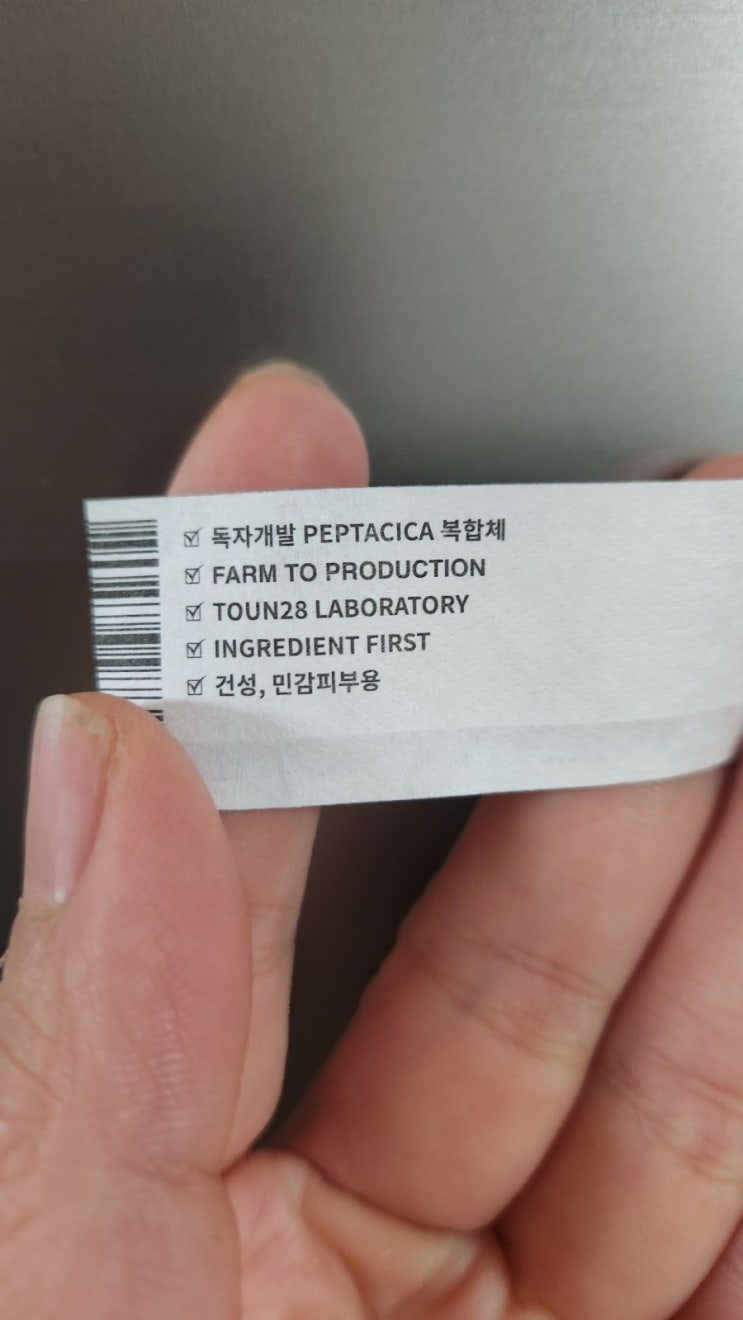 ☑ 독자개발 PEPTACICA 복합체
☑ FARM TO PRODUCTION
☑ TOUN28 LABORATORY
☑ INGREDIENT FIRST
☑ 건성, 민감피부용